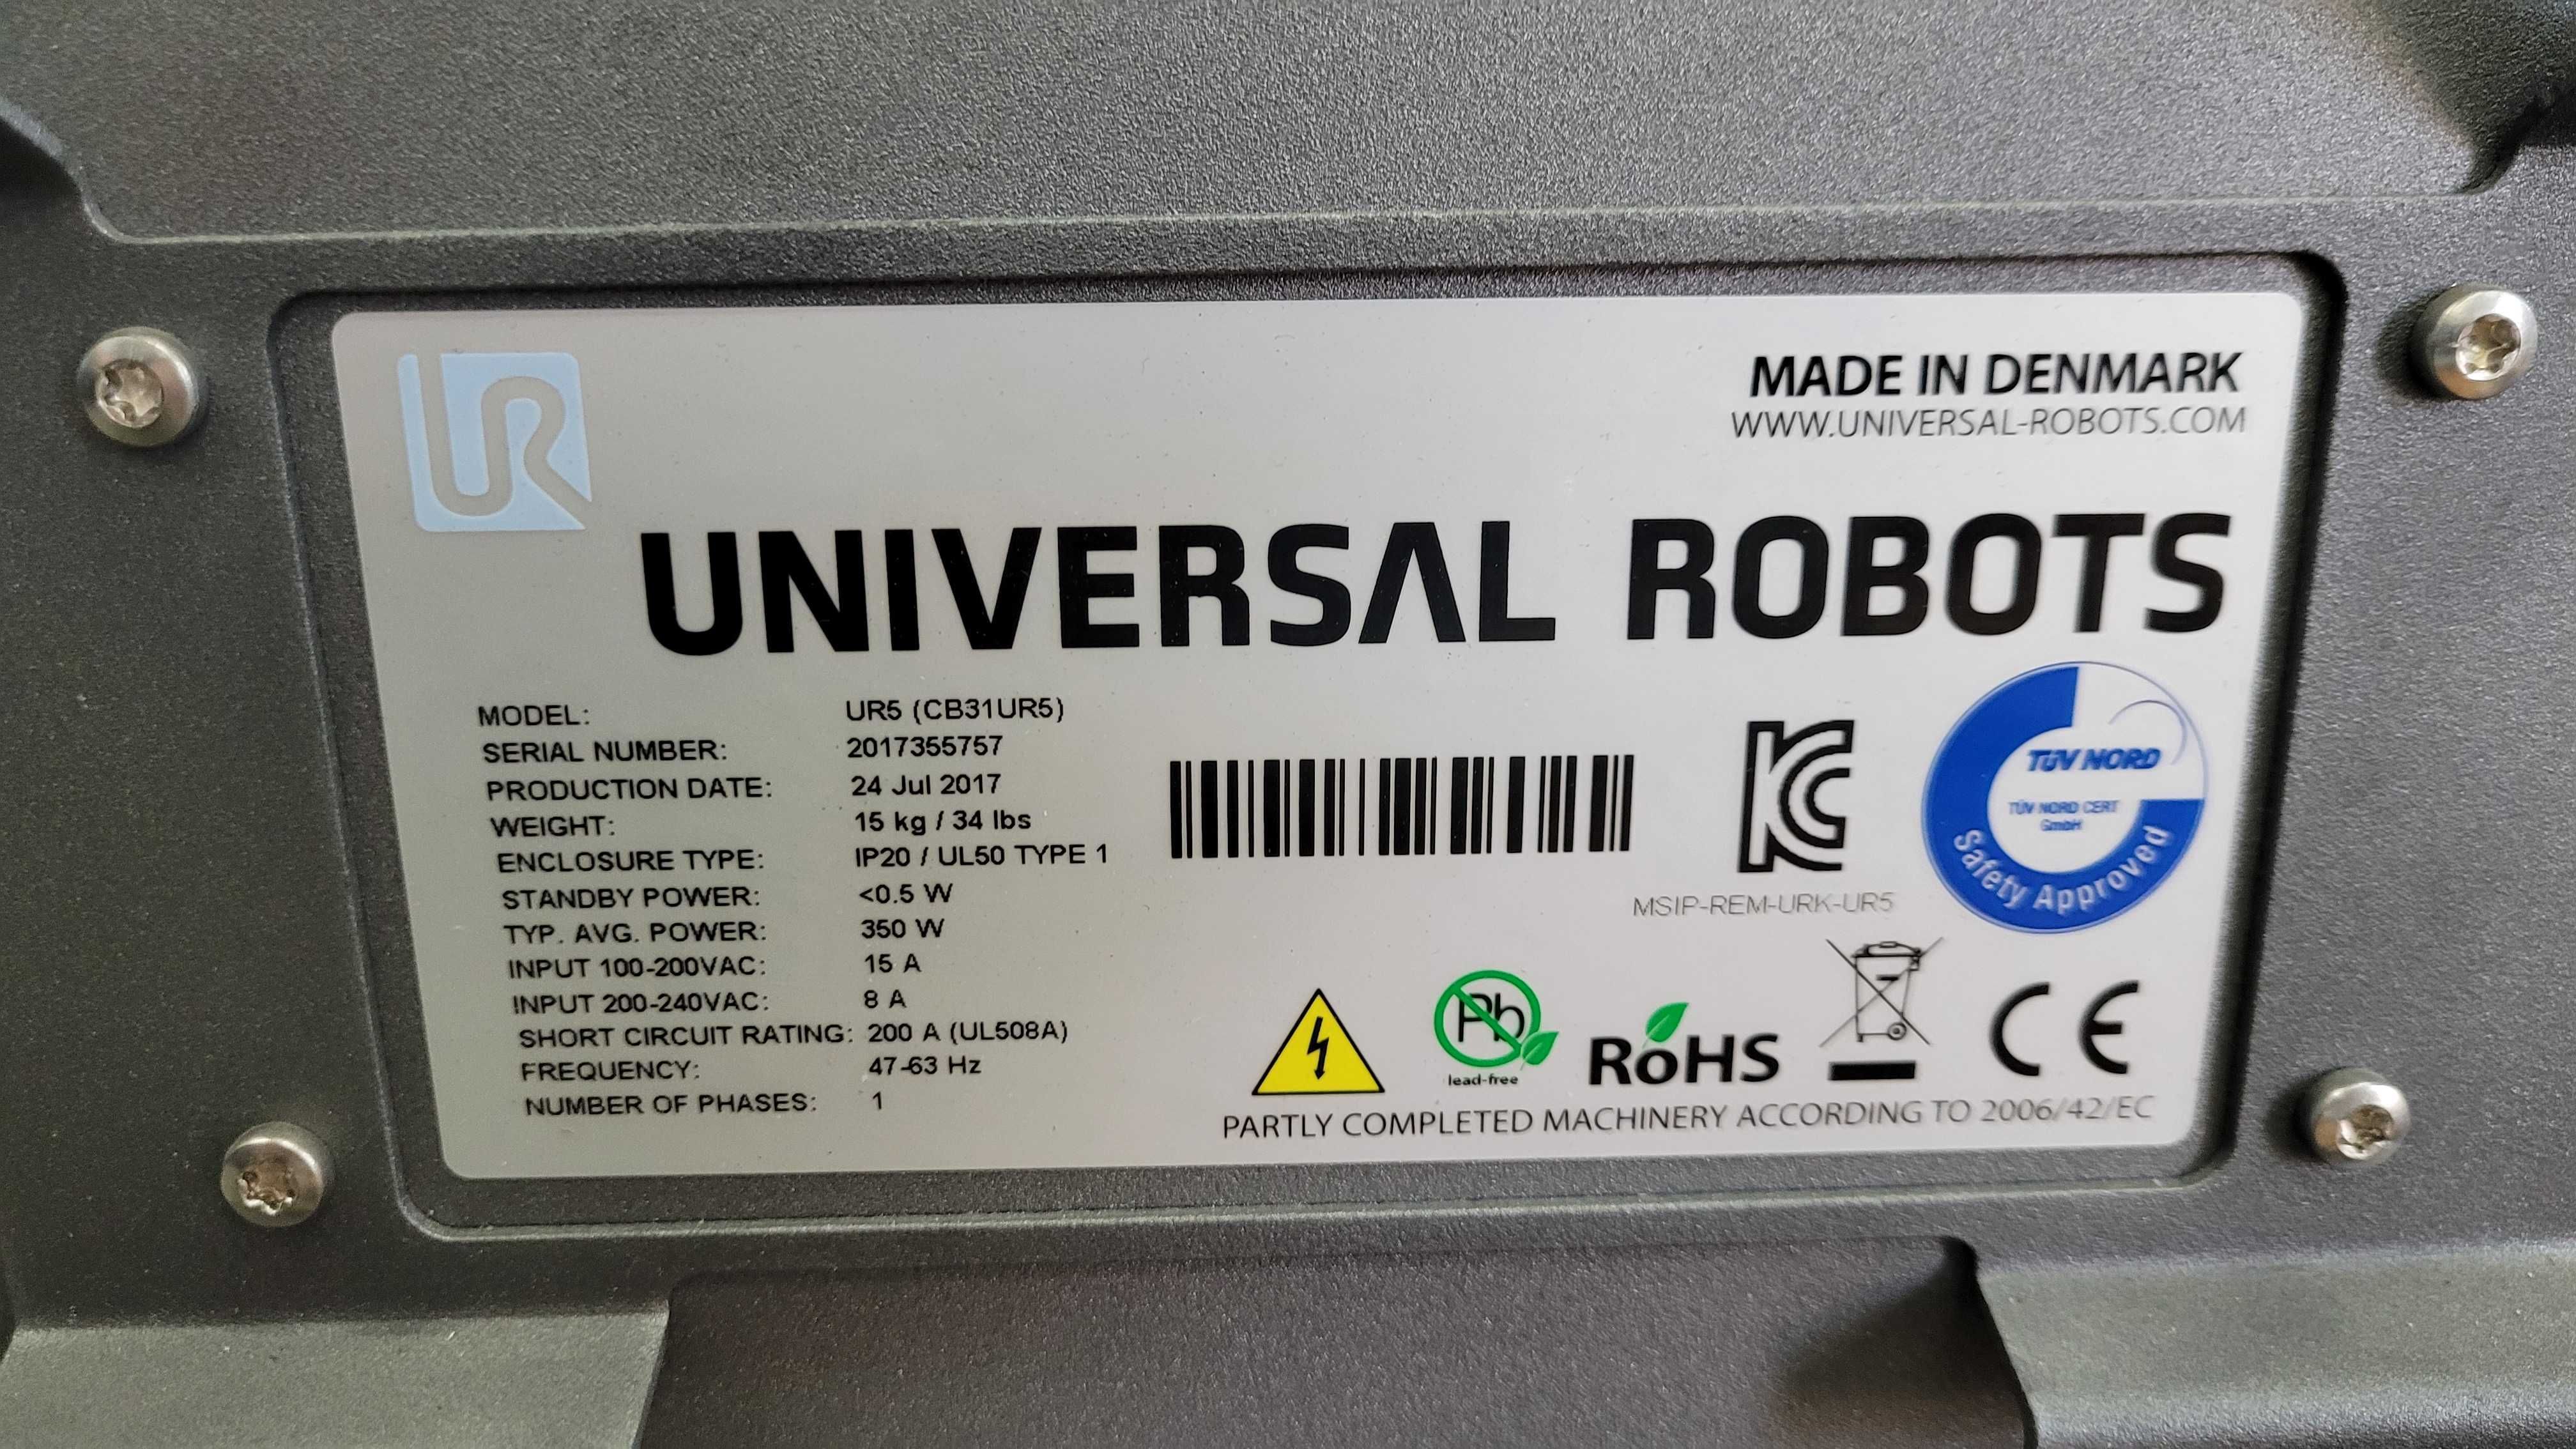 UR
MADE IN DENMARK
WWW.UNIVERSAL-ROBOTS.COM
UNIVERSAL ROBOTS
MODEL: UR5 (CB31UR5)
SERIAL NUMBER: 2017355757
PRODUCTION DATE: 24 Jul 2017
WEIGHT: 15 kg / 34 lbs
ENCLOSURE TYPE: IP20 / UL50 TYPE 1
STANDBY POWER: <0.5 W
TYP. AVG. POWER: 350 W
INPUT 100-200VAC: 15 A
INPUT 200-240VAC: 8 A
SHORT CIRCUIT RATING: 200 A (UL508A)
FREQUENCY: 47-63 Hz
NUMBER OF PHASES: 1
KC
MSIP-REM-URK-UR5
TÜV NORD
TÜV NORD CERT
GmbH
Safety Approved
Pb
lead-free
RoHS
CE
PARTLY COMPLETED MACHINERY ACCORDING TO 2006/42/EC